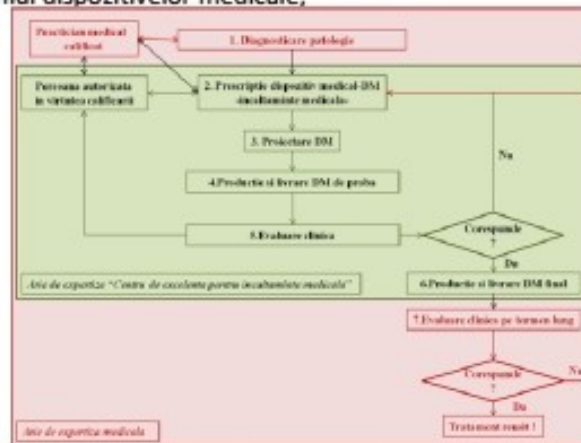 dispozitivelor medicale,
Practician medical
calificat
1. Diagnosticare patologie
Persoana autorizata
in virtutea calificarii
2. Prescriptie dispozitiv medical-DM
-incaltaminte medicala-
3. Proiectare DM
Nu
4.Productie si livrare DM de proba
5.Evaluare clinica
Corespunde
?
Da
Arie de expertiza "Centru de excelenta pentru incaltaminte medicala"
6.Productie si livrare DM final
7.Evaluare clinica pe termen lung
Corespunde
?
Nu
Da
Arie de expertiza medicala
Tratament reusit !